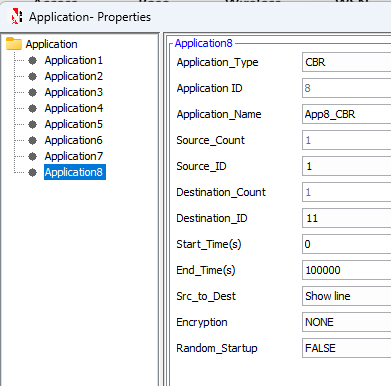 Application- Properties
Application
Application1
Application2
Application3
Application4
Application5
Application6
Application7
Application8
Application8
Application_Type CBR
Application ID 8
Application_Name App8_CBR
Source_Count 1
Source_ID 1
Destination_Count 1
Destination_ID 11
Start_Time(s) 0
End_Time(s) 100000
Src_to_Dest Show line
Encryption NONE
Random_Startup FALSE